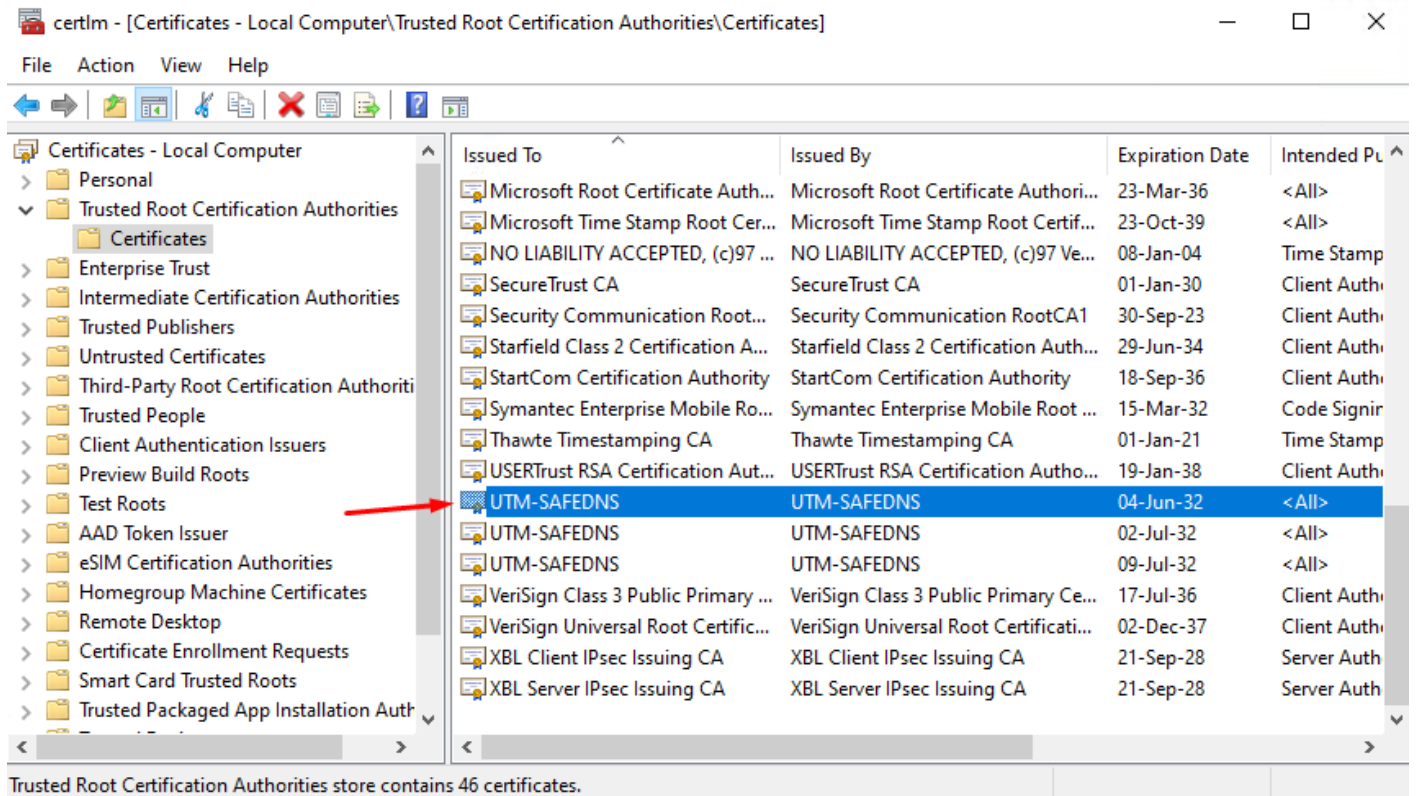 certlm - [Certificates - Local Computer\Trusted Root Certification Authorities\Certificates]
File Action View Help
Certificates - Local Computer
Personal
Trusted Root Certification Authorities
Certificates
Enterprise Trust
Intermediate Certification Authorities
Trusted Publishers
Untrusted Certificates
Third-Party Root Certification Authoriti
Trusted People
Client Authentication Issuers
Preview Build Roots
Test Roots
AAD Token Issuer
eSIM Certification Authorities
Homegroup Machine Certificates
Remote Desktop
Certificate Enrollment Requests
Smart Card Trusted Roots
Trusted Packaged App Installation Auth
Issued To Issued By Expiration Date Intended Pu
Microsoft Root Certificate Auth... Microsoft Root Certificate Authori... 23-Mar-36 <All>
Microsoft Time Stamp Root Cer... Microsoft Time Stamp Root Certif... 23-Oct-39 <All>
NO LIABILITY ACCEPTED, (c)97 ... NO LIABILITY ACCEPTED, (c)97 Ve... 08-Jan-04 Time Stamp
SecureTrust CA SecureTrust CA 01-Jan-30 Client Auth
Security Communication Root... Security Communication RootCA1 30-Sep-23 Client Auth
Starfield Class 2 Certification A... Starfield Class 2 Certification Auth... 29-Jun-34 Client Auth
StartCom Certification Authority StartCom Certification Authority 18-Sep-36 Client Auth
Symantec Enterprise Mobile Ro... Symantec Enterprise Mobile Root ... 15-Mar-32 Code Signin
Thawte Timestamping CA Thawte Timestamping CA 01-Jan-21 Time Stamp
USERTrust RSA Certification Aut... USERTrust RSA Certification Autho... 19-Jan-38 Client Auth
UTM-SAFEDNS UTM-SAFEDNS 04-Jun-32 <All>
UTM-SAFEDNS UTM-SAFEDNS 02-Jul-32 <All>
UTM-SAFEDNS UTM-SAFEDNS 09-Jul-32 <All>
VeriSign Class 3 Public Primary ... VeriSign Class 3 Public Primary Ce... 17-Jul-36 Client Auth
VeriSign Universal Root Certific... VeriSign Universal Root Certificati... 02-Dec-37 Client Auth
XBL Client IPsec Issuing CA XBL Client IPsec Issuing CA 21-Sep-28 Server Auth
XBL Server IPsec Issuing CA XBL Server IPsec Issuing CA 21-Sep-28 Server Auth
Trusted Root Certification Authorities store contains 46 certificates.